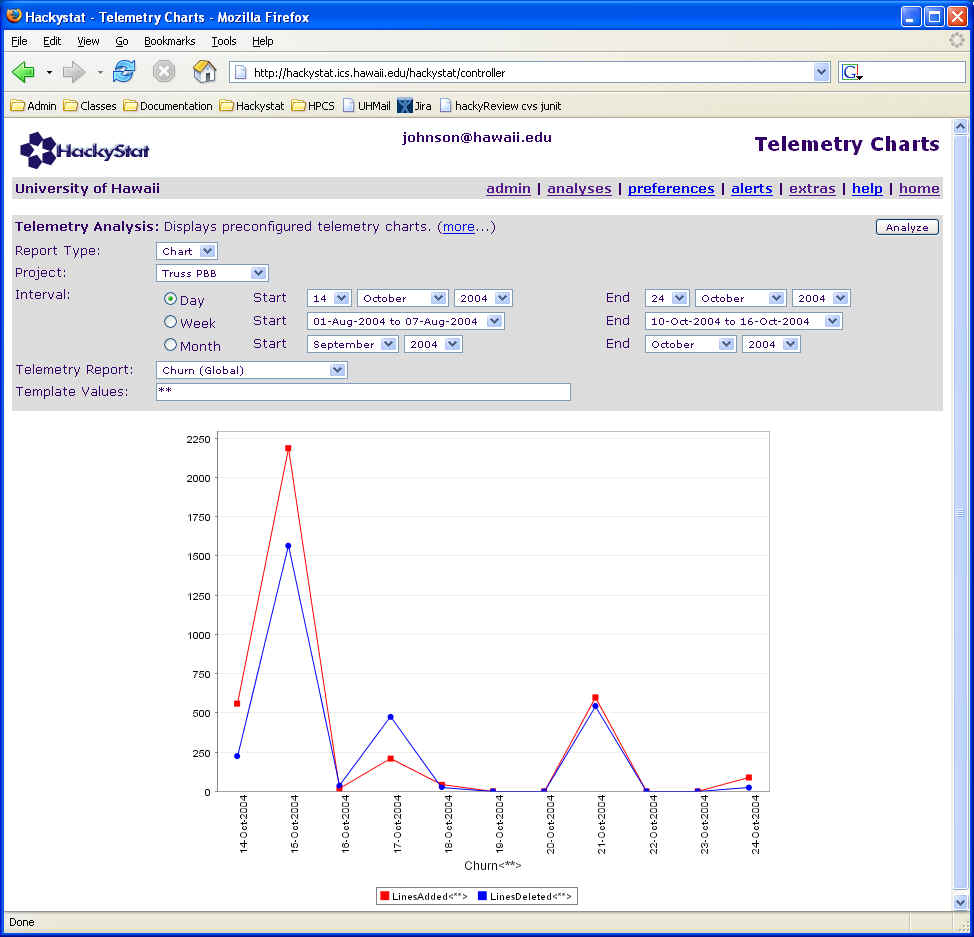 Hackystat - Telemetry Charts - Mozilla Firefox
File Edit View Go Bookmarks Tools Help
http://hackystat.ics.hawaii.edu/hackystat/controller
G
Admin Classes Documentation Hackystat HPCS UHMail Jira hackyReview cvs junit
HackyStat johnson@hawaii.edu Telemetry Charts
University of Hawaii admin | analyses | preferences | alerts | extras | help | home
Telemetry Analysis: Displays preconfigured telemetry charts. (more...) Analyze
Report Type: Chart
Project: Truss PBB
Interval: Day Start 14 October 2004 End 24 October 2004
Week Start 01-Aug-2004 to 07-Aug-2004 End 10-Oct-2004 to 16-Oct-2004
Month Start September 2004 End October 2004
Telemetry Report: Churn (Global)
Template Values: **
2250
2000
1750
1500
1250
1000
750
500
250
0
14-Oct-2004
15-Oct-2004
16-Oct-2004
17-Oct-2004
18-Oct-2004
19-Oct-2004
20-Oct-2004
21-Oct-2004
22-Oct-2004
23-Oct-2004
24-Oct-2004
Churn<**>
LinesAdded<**> LinesDeleted<**>
Done